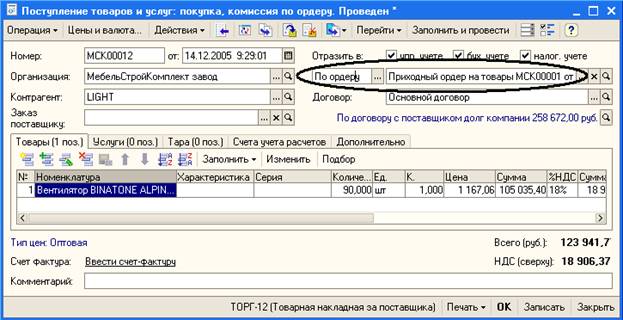 Поступление товаров и услуг: покупка, комиссия по ордеру. Проведен *
Операция Цены и валюта... Действия Перейти Заполнить и провести
Номер: МСК00012 от: 14.12.2005 9:29:01 Отразить в: упр. учете бух. учете налог. учете
Организация: МебельСтройКомплект завод ... По ордеру ... Приходный ордер на товары МСК00001 от
Контрагент: LIGHT ... Договор: Основной договор ...
Заказ поставщику: ... По договору с поставщиком долг компании 258 672,00 руб.
Товары (1 поз.) Услуги (0 поз.) Тара (0 поз.) Счета учета расчетов Дополнительно
Заполнить Изменить Подбор
№ Номенклатура Характеристика Серия Количе... Ед. К. Цена Сумма %НДС Сумма
1 Вентилятор BINATONE ALPIN... 90,000 шт 1,000 1 167,06 105 035,40 18% 18 9
Тип цен: Оптовая Всего (руб.): 123 941,7
Счет фактура: Ввести счет-фактуру НДС (сверху): 18 906,37
Комментарий:
ТОРГ-12 (Товарная накладная за поставщика) Печать OK Записать Закрыть